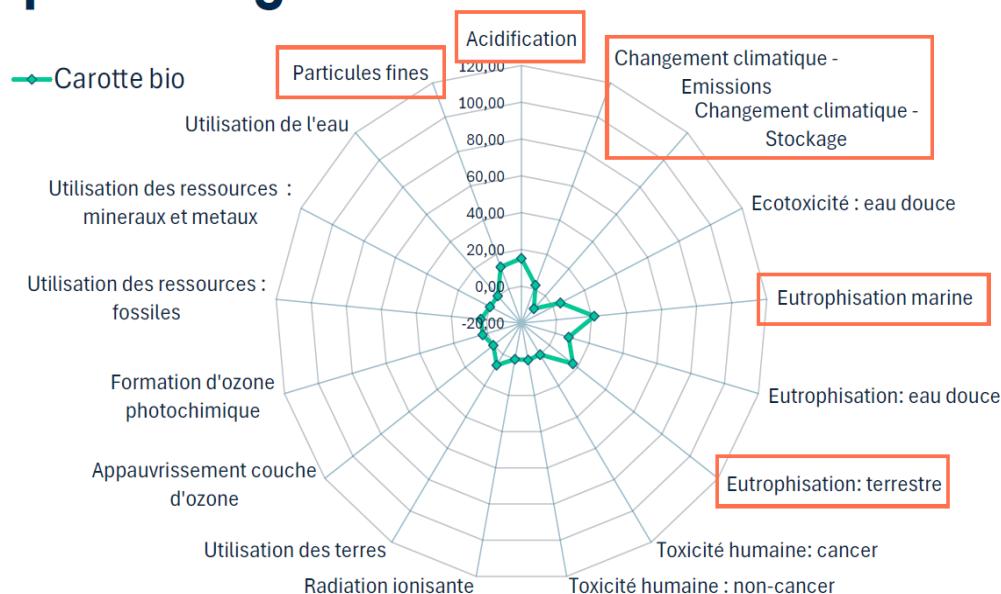 Acidification
Changement climatique -
Emissions
Changement climatique -
Stockage
Particules fines
Carotte bio
Utilisation de l'eau
Utilisation des ressources :
mineraux et metaux
Ecotoxicité : eau douce
Utilisation des ressources :
fossiles
Eutrophisation marine
Formation d'ozone
photochimique
Eutrophisation: eau douce
Appauvrissement couche
d'ozone
Eutrophisation: terrestre
Utilisation des terres
Toxicité humaine: cancer
Radiation ionisante
Toxicité humaine : non-cancer
120,00
100,00
80,00
60,00
40,00
20,00
0,00
-20,00